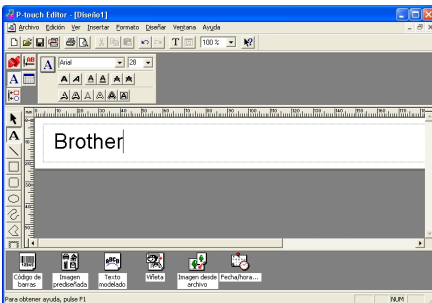 P-touch Editor - [Diseño1]
Archivo Edición Ver Insertar Formato Diseñar Ventana Ayuda
100 %
Arial 28
Brother
Código de barras
Imagen prediseñada
Texto modelado
Viñeta
Imagen desde archivo
Fecha/hora...
Para obtener ayuda, pulse F1
NUM